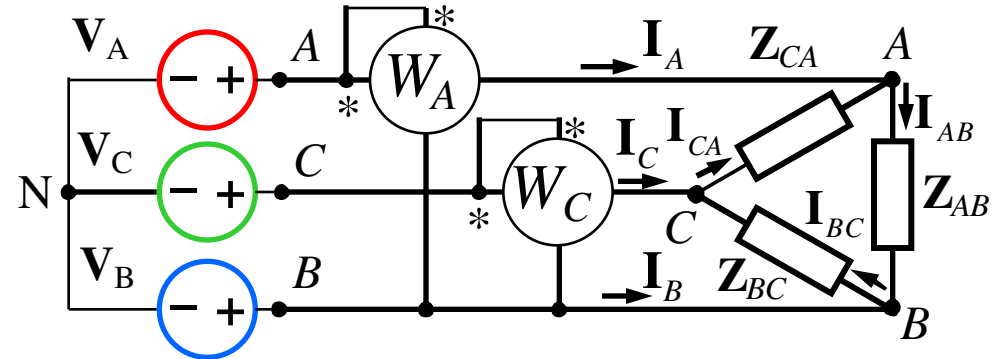 V_A
− +
A
*
*
W_A
I_A
Z_CA
A
I_AB
V_C
N
− +
C
*
*
W_C
I_C
I_CA
C
Z_AB
I_BC
V_B
− +
B
I_B
Z_BC
B